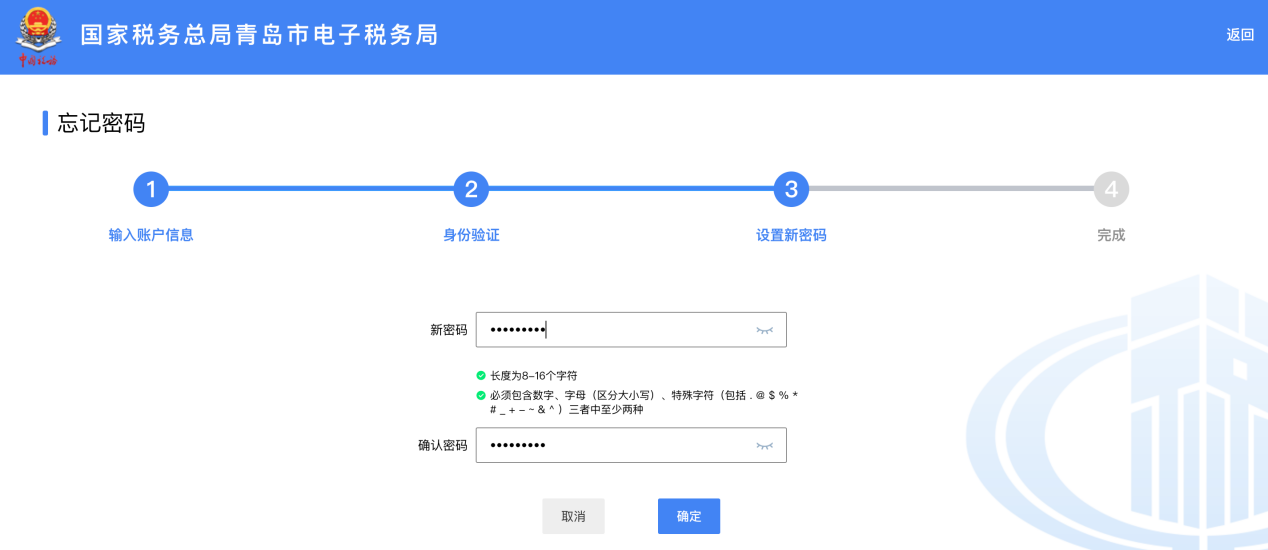 国家税务总局青岛市电子税务局
返回
中国税务
忘记密码
1
2
3
4
输入账户信息
身份验证
设置新密码
完成
新密码
•••••••••
长度为8-16个字符
必须包含数字、字母（区分大小写）、特殊字符（包括 . @ $ % *
# _ + - ~ & ^ ）三者中至少两种
确认密码
•••••••••
取消
确定